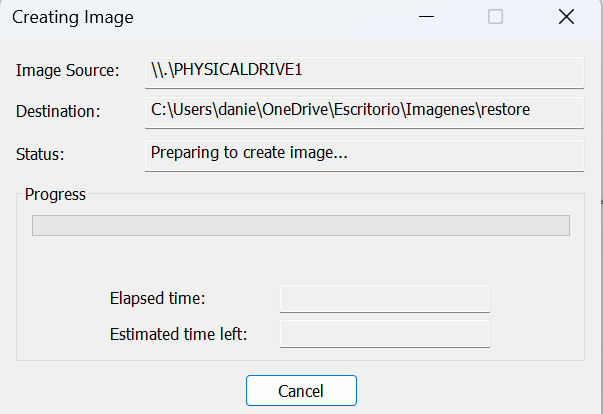 Creating Image
Image Source: \\.\PHYSICALDRIVE1
Destination: C:\Users\danie\OneDrive\Escritorio\Imagenes\restore
Status: Preparing to create image...
Progress
Elapsed time:
Estimated time left:
Cancel